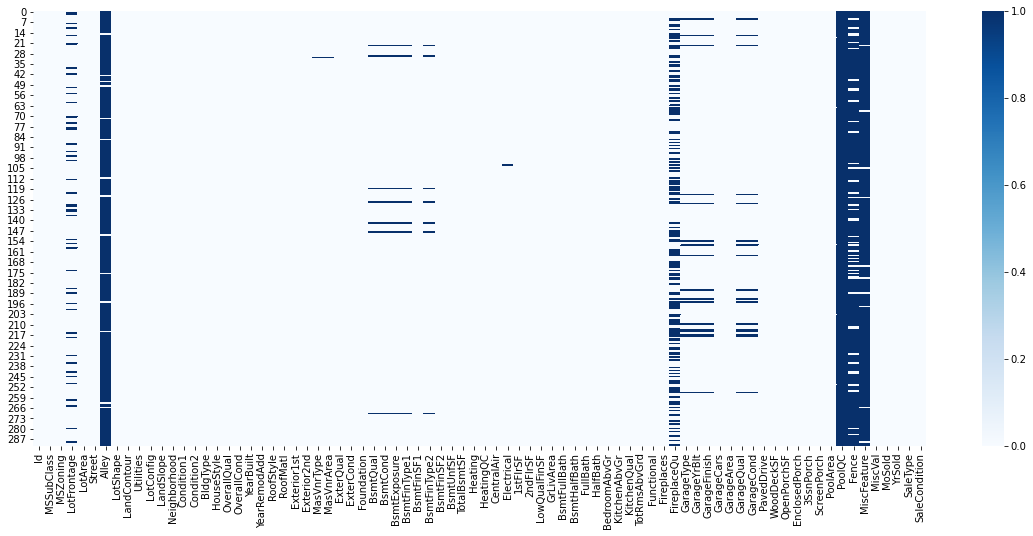 0
7
14
21
28
35
42
49
56
63
70
77
84
91
98
105
112
119
126
133
140
147
154
161
168
175
182
189
196
203
210
217
224
231
238
245
252
259
266
273
280
287
Id
MSSubClass
MSZoning
LotFrontage
LotArea
Street
Alley
LotShape
LandContour
Utilities
LotConfig
LandSlope
Neighborhood
Condition1
Condition2
BldgType
HouseStyle
OverallQual
OverallCond
YearBuilt
YearRemodAdd
RoofStyle
RoofMatl
Exterior1st
Exterior2nd
MasVnrType
MasVnrArea
ExterQual
ExterCond
Foundation
BsmtQual
BsmtCond
BsmtExposure
BsmtFinType1
BsmtFinSF1
BsmtFinType2
BsmtFinSF2
BsmtUnfSF
TotalBsmtSF
Heating
HeatingQC
CentralAir
Electrical
1stFlrSF
2ndFlrSF
LowQualFinSF
GrLivArea
BsmtFullBath
BsmtHalfBath
FullBath
HalfBath
BedroomAbvGr
KitchenAbvGr
KitchenQual
TotRmsAbvGrd
Functional
Fireplaces
FireplaceQu
GarageType
GarageYrBlt
GarageFinish
GarageCars
GarageArea
GarageQual
GarageCond
PavedDrive
WoodDeckSF
OpenPorchSF
EnclosedPorch
3SsnPorch
ScreenPorch
PoolArea
PoolQC
Fence
MiscFeature
MiscVal
MoSold
YrSold
SaleType
SaleCondition
1.0
0.8
0.6
0.4
0.2
0.0